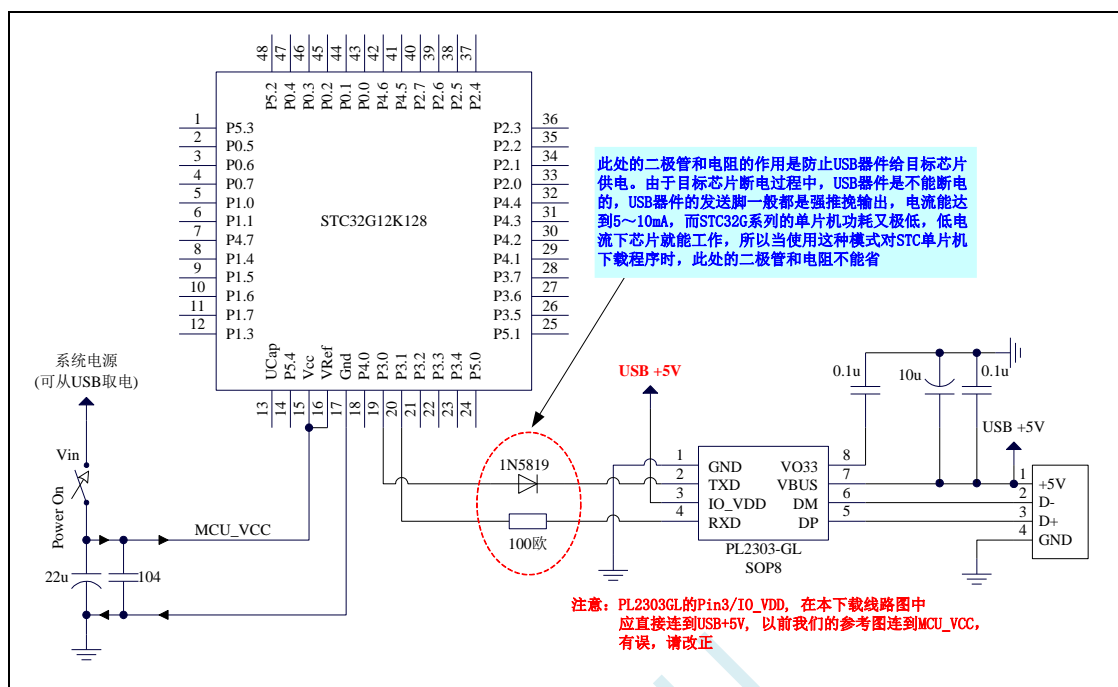 48 47 46 45 44 43 42 41 40 39 38 37
P5.2 P0.4 P0.3 P0.2 P0.1 P0.0 P4.6 P4.5 P2.7 P2.6 P2.5 P2.4
1 P5.3
2 P0.5
3 P0.6
4 P0.7
5 P1.0
6 P1.1
7 P4.7
8 P1.4
9 P1.5
10 P1.6
11 P1.7
12 P1.3
STC32G12K128
P2.3 36
P2.2 35
P2.1 34
P2.0 33
P4.4 32
P4.3 31
P4.2 30
P4.1 29
P3.7 28
P3.6 27
P3.5 26
P5.1 25
UCap P5.4 Vcc VRef Gnd P4.0 P3.0 P3.1 P3.2 P3.3 P3.4 P5.0
13 14 15 16 17 18 19 20 21 22 23 24
此处的二极管和电阻的作用是防止USB器件给目标芯片
供电。由于目标芯片断电过程中,USB器件是不能断电
的,USB器件的发送脚一般都是强推挽输出,电流能达
到5~10mA,而STC32G系列的单片机功耗又极低,低电
流下芯片就能工作,所以当使用这种模式对STC单片机
下载程序时,此处的二极管和电阻不能省
系统电源
(可从USB取电)
Vin
Power On
MCU_VCC
22u
104
1N5819
100欧
USB +5V
0.1u
10u
0.1u
USB +5V
1 GND
2 TXD
3 IO_VDD
4 RXD
VO33 8
VBUS 7
DM 6
DP 5
PL2303-GL
SOP8
1 +5V
2 D-
3 D+
4 GND
注意:PL2303GL的Pin3/IO_VDD, 在本下载线路图中
应直接连到USB+5V, 以前我们的参考图连到MCU_VCC,
有误,请改正